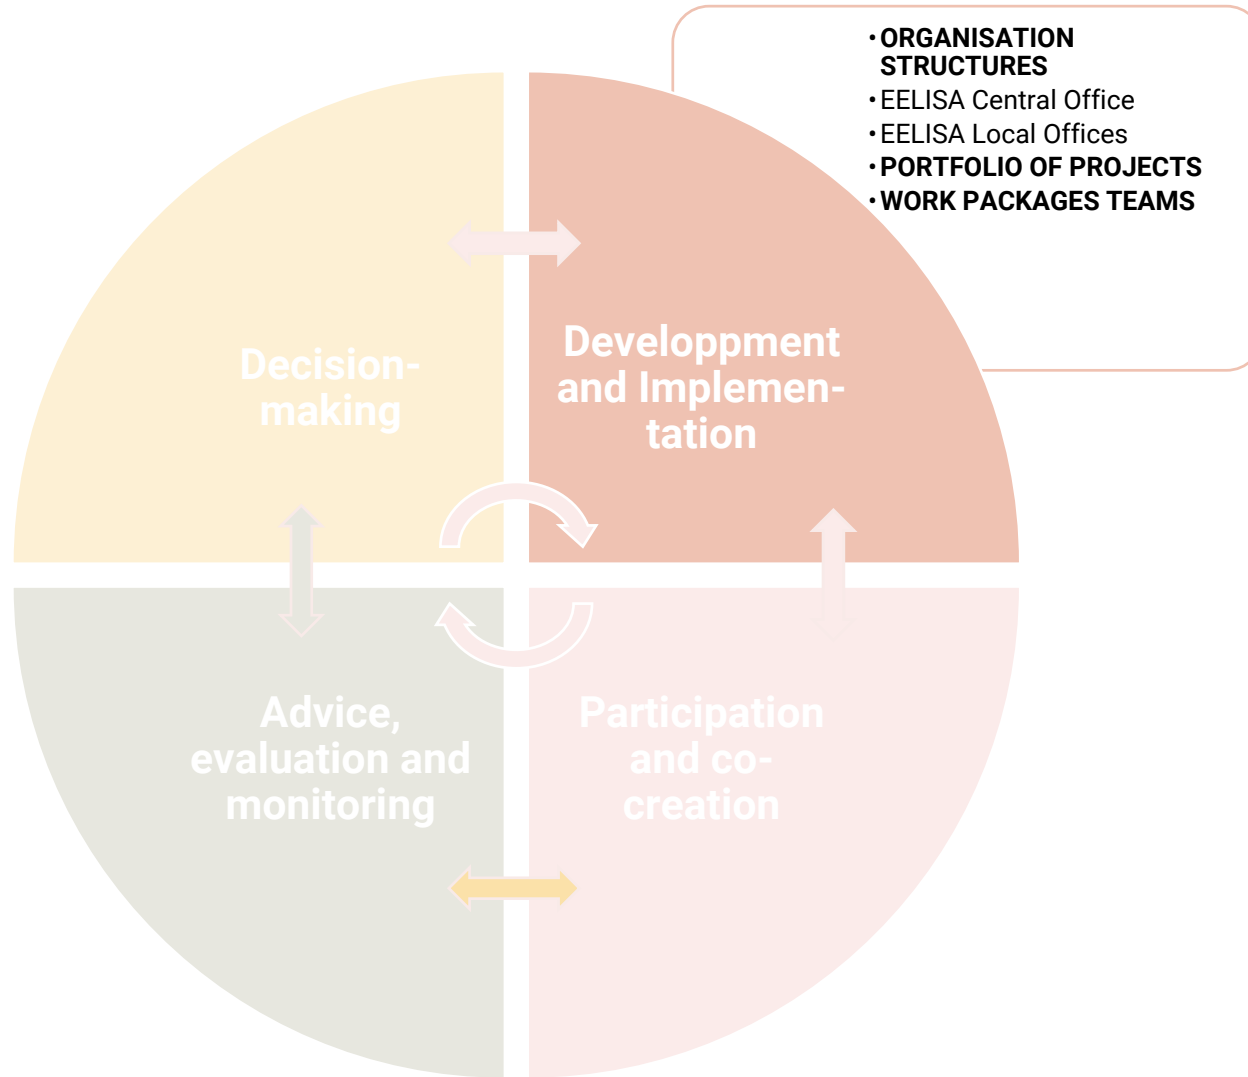 • ORGANISATION
STRUCTURES
• EELISA Central Office
• EELISA Local Offices
• PORTFOLIO OF PROJECTS
• WORK PACKAGES TEAMS
Decision-
making
Developpment
and Implemen-
tation
Advice,
evaluation and
monitoring
Participation
and co-
creation